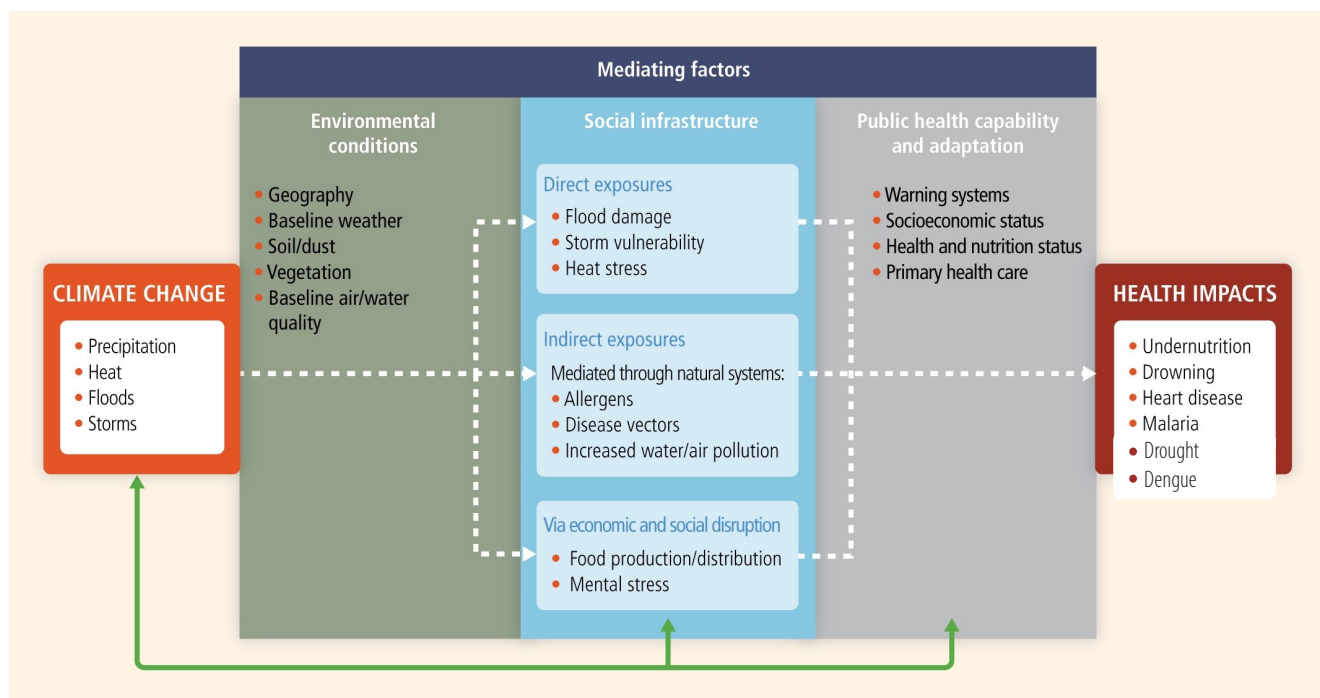 Mediating factors
Environmental
conditions
• Geography
• Baseline weather
• Soil/dust
• Vegetation
• Baseline air/water
quality
Social infrastructure
Direct exposures
• Flood damage
• Storm vulnerability
• Heat stress
Indirect exposures
Mediated through natural systems:
• Allergens
• Disease vectors
• Increased water/air pollution
Via economic and social disruption
• Food production/distribution
• Mental stress
Public health capability
and adaptation
• Warning systems
• Socioeconomic status
• Health and nutrition status
• Primary health care
CLIMATE CHANGE
• Precipitation
• Heat
• Floods
• Storms
HEALTH IMPACTS
• Undernutrition
• Drowning
• Heart disease
• Malaria
• Drought
• Dengue